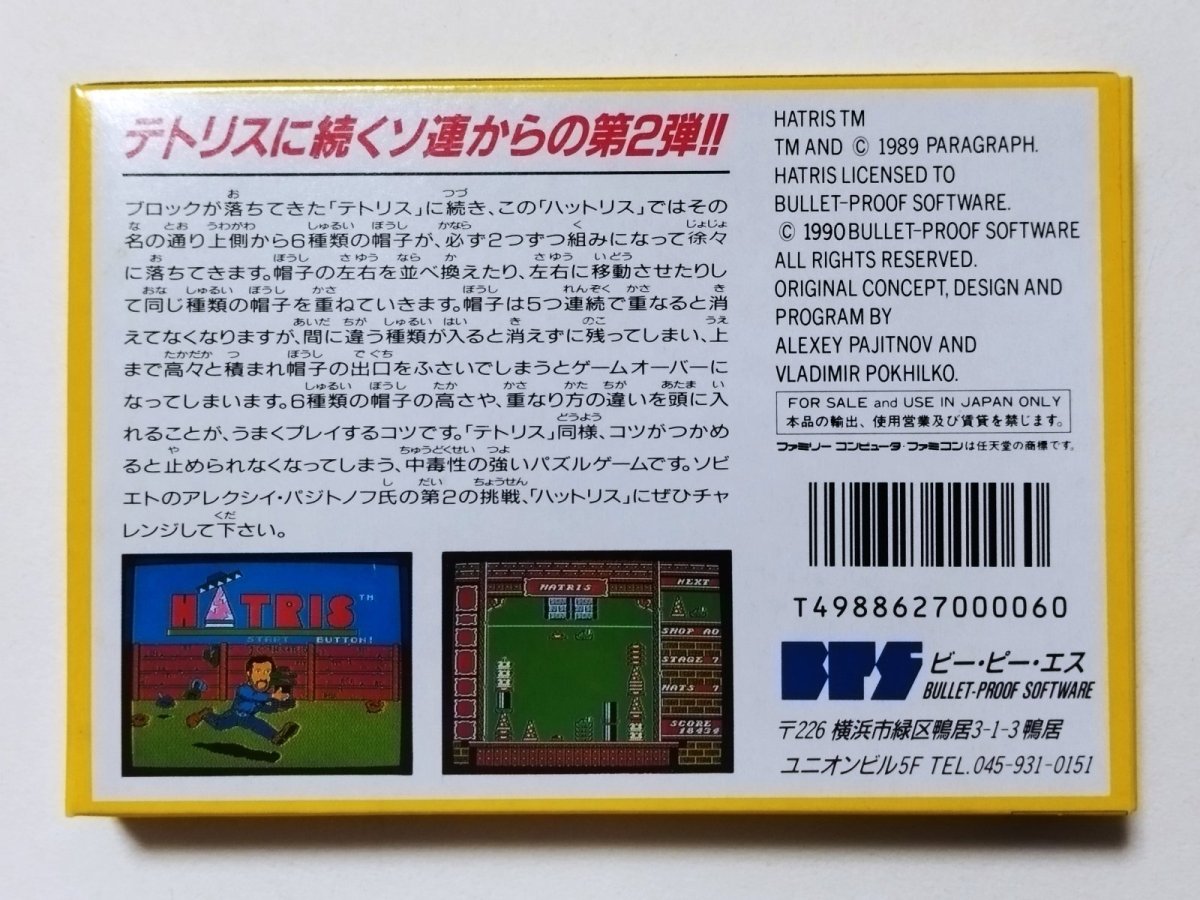 テトリスに続くソ連からの第2弾!!
ブロックが落ちてきた「テトリス」に続き、この「ハットリス」ではその
名の通り上側から6種類の帽子が、必ず2つずつ組みになって徐々
に落ちてきます。帽子の左右を並べ換えたり、左右に移動させたりし
て同じ種類の帽子を重ねていきます。帽子は5つ連続で重なると消
えてなくなりますが、間に違う種類が入ると消えずに残ってしまい、上
まで高々と積まれ帽子の出口をふさいでしまうとゲームオーバーに
なってしまいます。6種類の帽子の高さや、重なり方の違いを頭に入
れることが、うまくプレイするコツです。「テトリス」同様、コツがつかめ
ると止められなくなってしまう、中毒性の強いパズルゲームです。ソビ
エトのアレクシイ・パジトノフ氏の第2の挑戦、「ハットリス」にぜひチャ
レンジして下さい。
HATRIS TM
START BUTTON!
HATRIS
NEXT
SHOP AO
STAGE 7
HATS 7
SCORE
18454
HATRIS TM
TM AND © 1989 PARAGRAPH.
HATRIS LICENSED TO
BULLET-PROOF SOFTWARE.
© 1990 BULLET-PROOF SOFTWARE
ALL RIGHTS RESERVED.
ORIGINAL CONCEPT, DESIGN AND
PROGRAM BY
ALEXEY PAJITNOV AND
VLADIMIR POKHILKO.
FOR SALE and USE IN JAPAN ONLY
本品の輸出、使用営業及び賃貸を禁じます。
ファミリー コンピュータ・ファミコンは任天堂の商標です。
T4988627000060
BPS ビー・ピー・エス
BULLET-PROOF SOFTWARE
〒226 横浜市緑区鴨居3-1-3 鴨居
ユニオンビル5F TEL. 045-931-0151